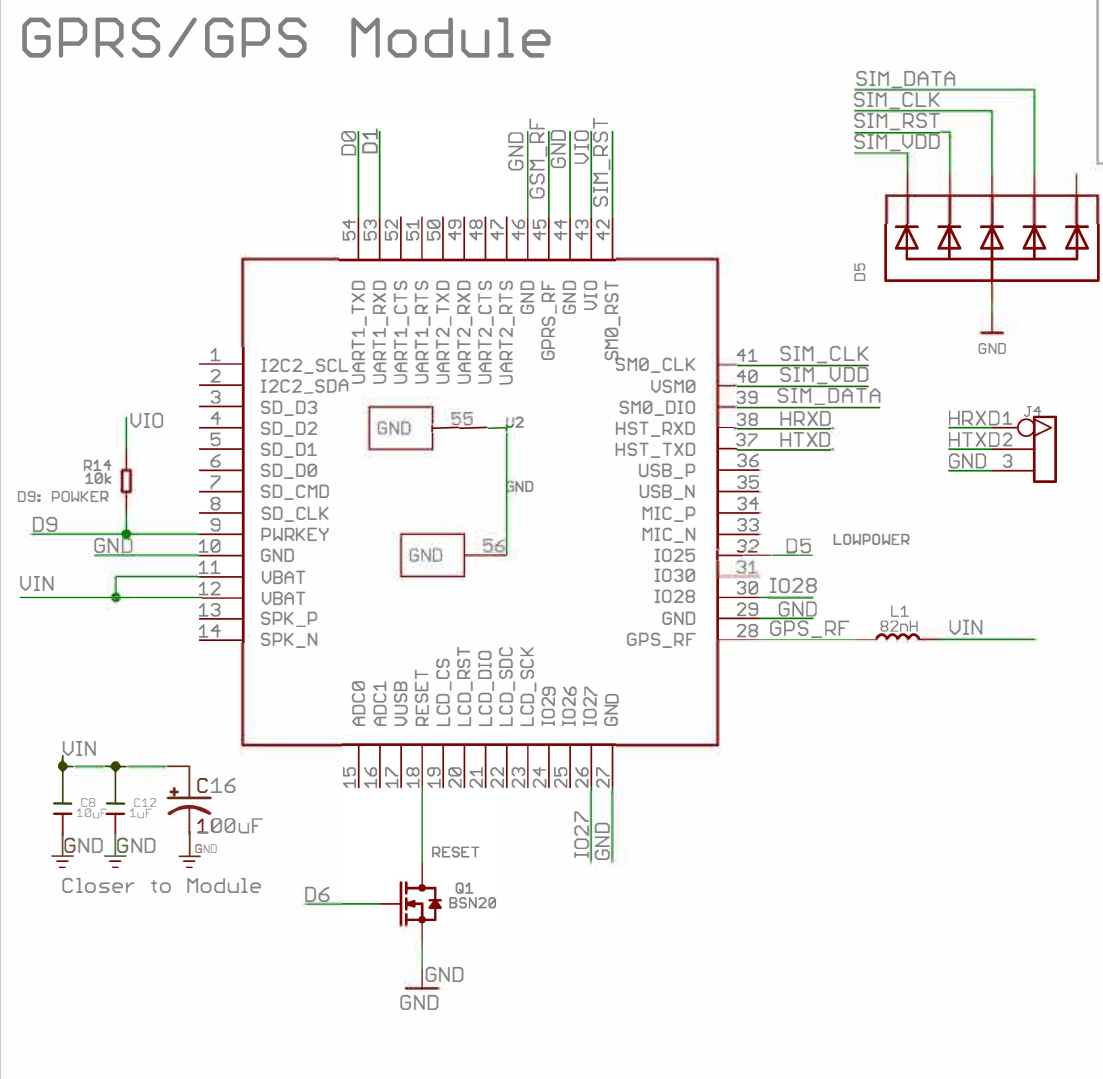 GPRS/GPS Module
SIM_DATA
SIM_CLK
SIM_RST
SIM_VDD
D5
GND
D0
D1
GND
GSM_RF
GND
VIO
SIM_RST
54
53
52
51
50
49
48
47
46
45
44
43
42
UART1_TXD
UART1_RXD
UART1_CTS
UART1_RTS
UART2_TXD
UART2_RXD
UART2_CTS
UART2_RTS
GND
GPRS_RF
GND
VIO
SM0_RST
1 I2C2_SCL
2 I2C2_SDA
3 SD_D3
4 SD_D2
5 SD_D1
6 SD_D0
7 SD_CMD
8 SD_CLK
9 PWRKEY
10 GND
11 VBAT
12 VBAT
13 SPK_P
14 SPK_N
VIO
R14
10k
D9: POWKER
D9
GND
VIN
GND 55
U2
GND
GND 56
SM0_CLK 41 SIM_CLK
VSM0 40 SIM_VDD
SM0_DIO 39 SIM_DATA
HST_RXD 38 HRXD
HST_TXD 37 HTXD
USB_P 36
USB_N 35
MIC_P 34
MIC_N 33
IO25 32 D5 LOWPOWER
IO30 31
IO28 30 IO28
GND 29 GND
GPS_RF 28 GPS_RF
L1
82nH
VIN
J4
HRXD1
HTXD2
GND 3
ADC0
ADC1
VUSB
RESET
LCD_CS
LCD_RST
LCD_DIO
LCD_SDC
LCD_SCK
IO29
IO26
IO27
GND
15
16
17
18
19
20
21
22
23
24
25
26
27
IO27
GND
VIN
C8
10uF
C12
1uF
C16
100uF
GND
GND
GND
Closer to Module
RESET
D6
Q1
BSN20
GND
GND